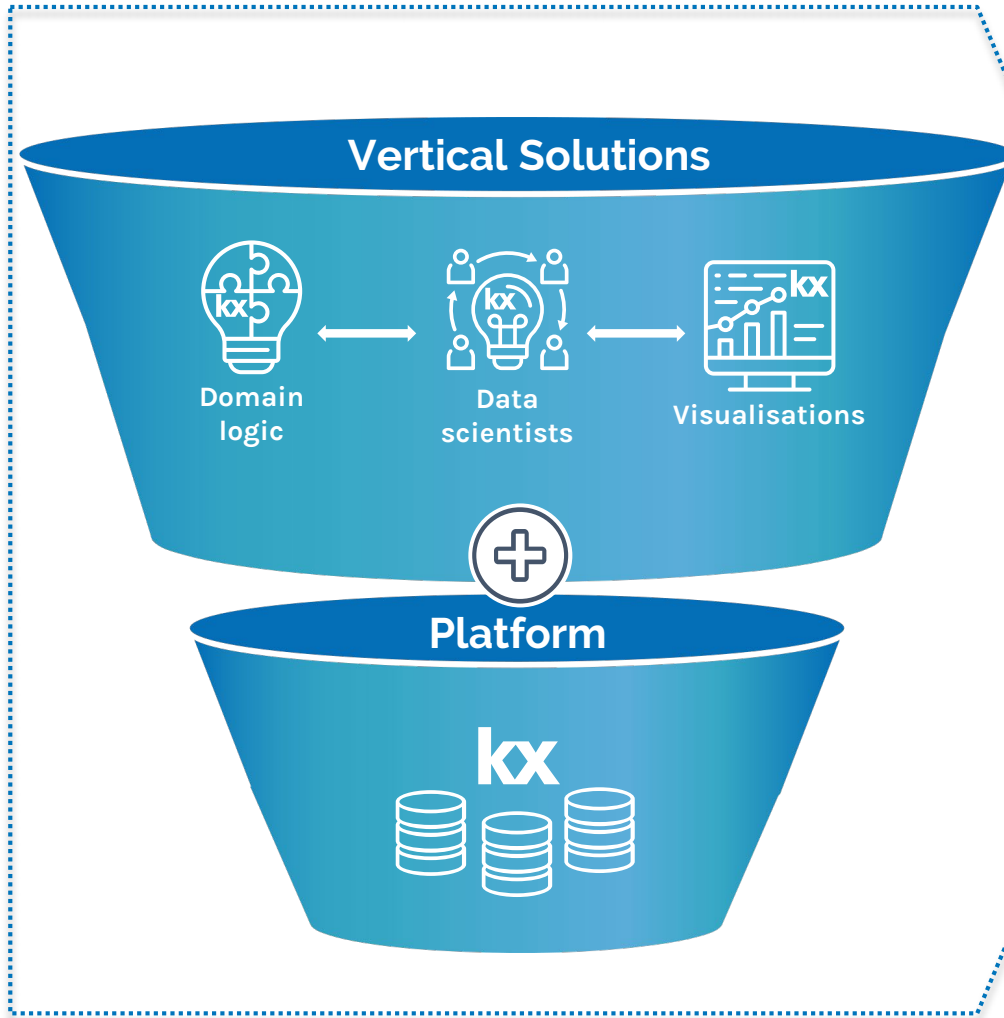 Vertical Solutions
kx
kx
kx
Domain
logic
Data
scientists
Visualisations
Platform
kx